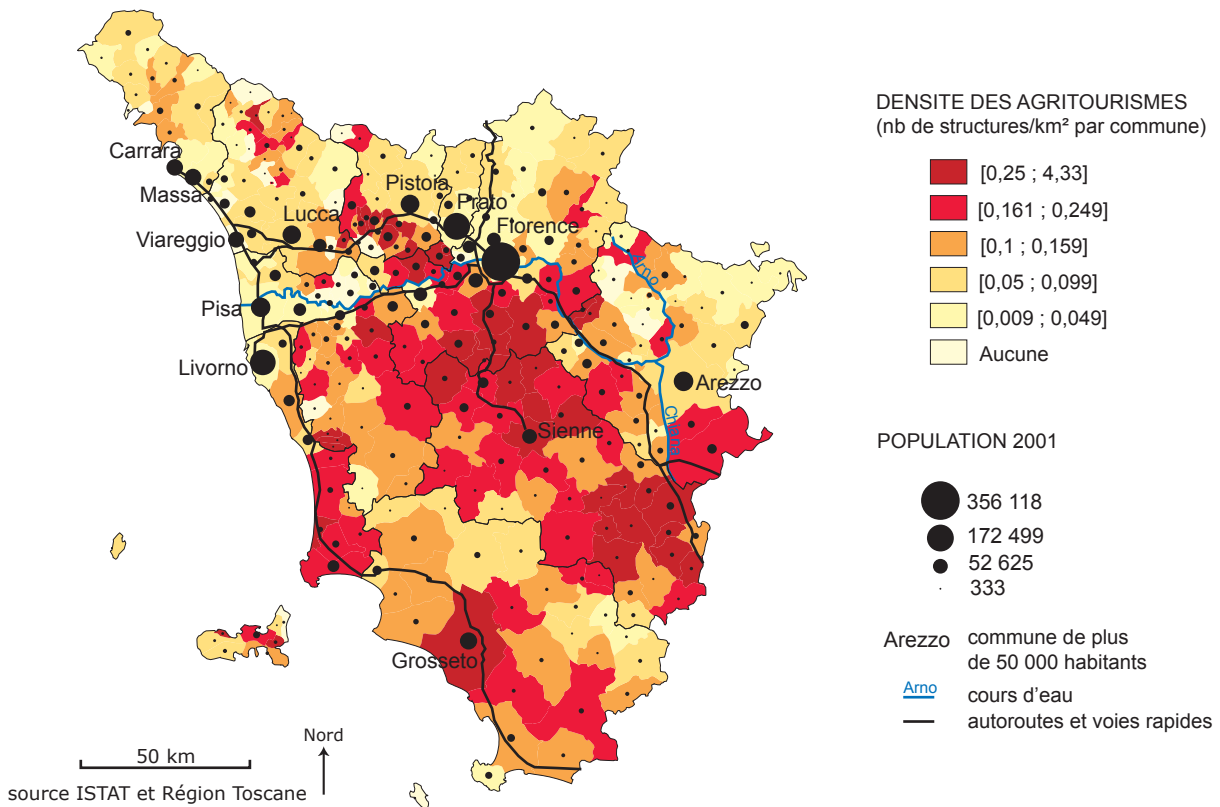 Carrara
Massa
Viareggio
Lucca
Pistoia
Prato
Florence
Pisa
Livorno
Arno
Arezzo
Chiana
Sienne
Grosseto
DENSITE DES AGRITOURISMES
(nb de structures/km² par commune)
[0,25 ; 4,33]
[0,161 ; 0,249]
[0,1 ; 0,159]
[0,05 ; 0,099]
[0,009 ; 0,049]
Aucune
POPULATION 2001
356 118
172 499
52 625
333
Arezzo commune de plus
de 50 000 habitants
Arno cours d'eau
autoroutes et voies rapides
Nord
50 km
source ISTAT et Région Toscane